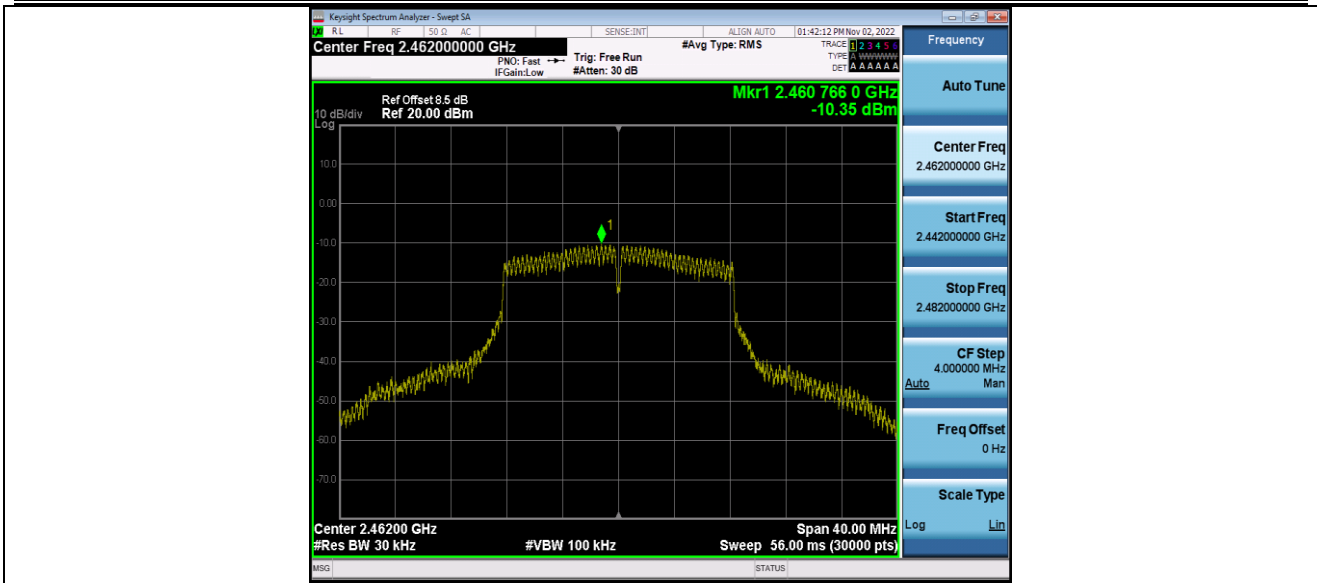 Keysight Spectrum Analyzer - Swept SA
RL RF 50 Ω AC SENSE:INT ALIGN AUTO 01:42:12 PM Nov 02, 2022
Center Freq 2.462000000 GHz #Avg Type: RMS TRACE 1 2 3 4 5 6
PNO: Fast Trig: Free Run TYPE A WWWWW
IFGain:Low #Atten: 30 dB DET A A A A A A
Mkr1 2.460 766 0 GHz
Ref Offset 8.5 dB
10 dB/div Ref 20.00 dBm -10.35 dBm
Log
10.0
0.00
1
-10.0
-20.0
-30.0
-40.0
-50.0
-60.0
-70.0
Center 2.46200 GHz Span 40.00 MHz
#Res BW 30 kHz #VBW 100 kHz Sweep 56.00 ms (30000 pts)
MSG STATUS
Frequency
Auto Tune
Center Freq
2.462000000 GHz
Start Freq
2.442000000 GHz
Stop Freq
2.482000000 GHz
CF Step
4.000000 MHz
Auto Man
Freq Offset
0 Hz
Scale Type
Log Lin